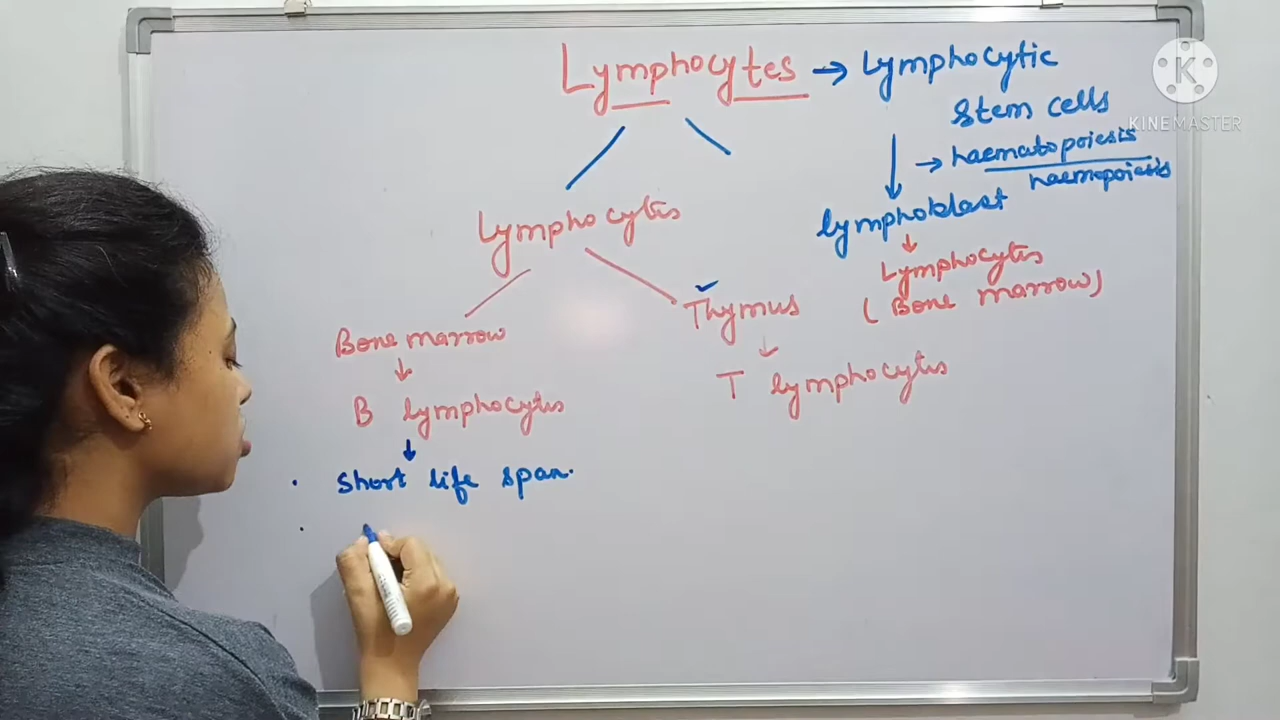 Lymphocytes → Lymphocytic
Stem cells
→ haematopoiesis
haemopoiesis
lymphoblast
Lymphocytes
( Bone marrow)
Lymphocytes
Thymus
T lymphocytes
Bone marrow
B lymphocytes
. Short life span.
.
K
KINEMASTER